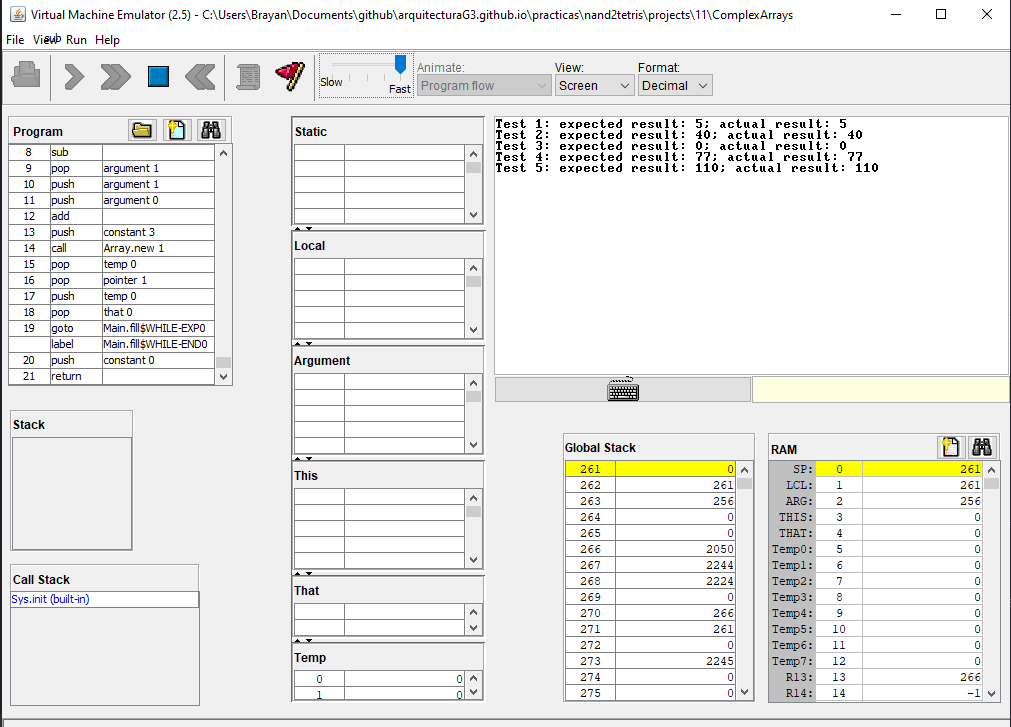 Virtual Machine Emulator (2.5) - C:\Users\Brayan\Documents\github\arquitecturaG3.github.io\practicas\nand2tetris\projects\11\ComplexArrays
File View Run Help
sub
Slow
Fast
Animate:
Program flow
View:
Screen
Format:
Decimal
Program
8 sub
9 pop argument 1
10 push argument 1
11 push argument 0
12 add
13 push constant 3
14 call Array.new 1
15 pop temp 0
16 pop pointer 1
17 push temp 0
18 pop that 0
19 goto Main.fill$WHILE-EXP0
label Main.fill$WHILE-END0
20 push constant 0
21 return
Stack
Call Stack
Sys.init (built-in)
Static
Local
Argument
This
That
Temp
0 0
1 0
Test 1: expected result: 5; actual result: 5
Test 2: expected result: 40; actual result: 40
Test 3: expected result: 0; actual result: 0
Test 4: expected result: 77; actual result: 77
Test 5: expected result: 110; actual result: 110
Global Stack
261 0
262 261
263 256
264 0
265 0
266 2050
267 2244
268 2224
269 0
270 266
271 261
272 0
273 2245
274 0
275 0
RAM
SP: 0 261
LCL: 1 261
ARG: 2 256
THIS: 3 0
THAT: 4 0
Temp0: 5 0
Temp1: 6 0
Temp2: 7 0
Temp3: 8 0
Temp4: 9 0
Temp5: 10 0
Temp6: 11 0
Temp7: 12 0
R13: 13 266
R14: 14 -1